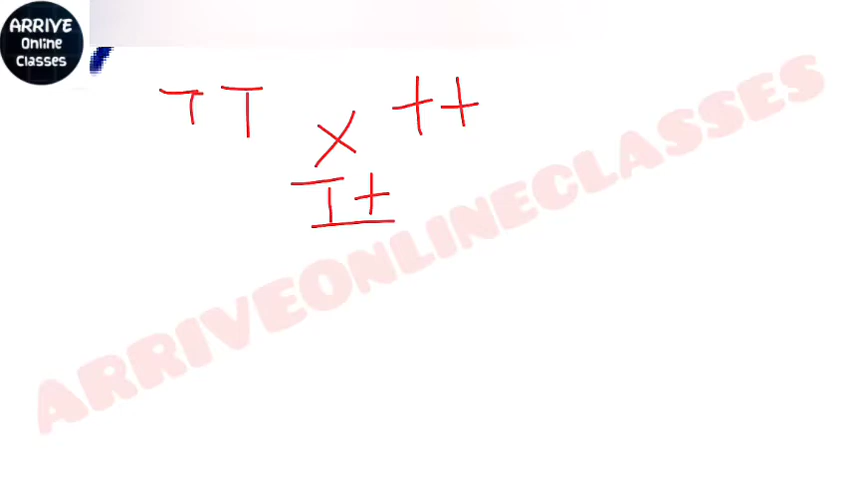 ARRIVE
Online
Classes
TT x tt
Tt
ARRIVEONLINECLASSES